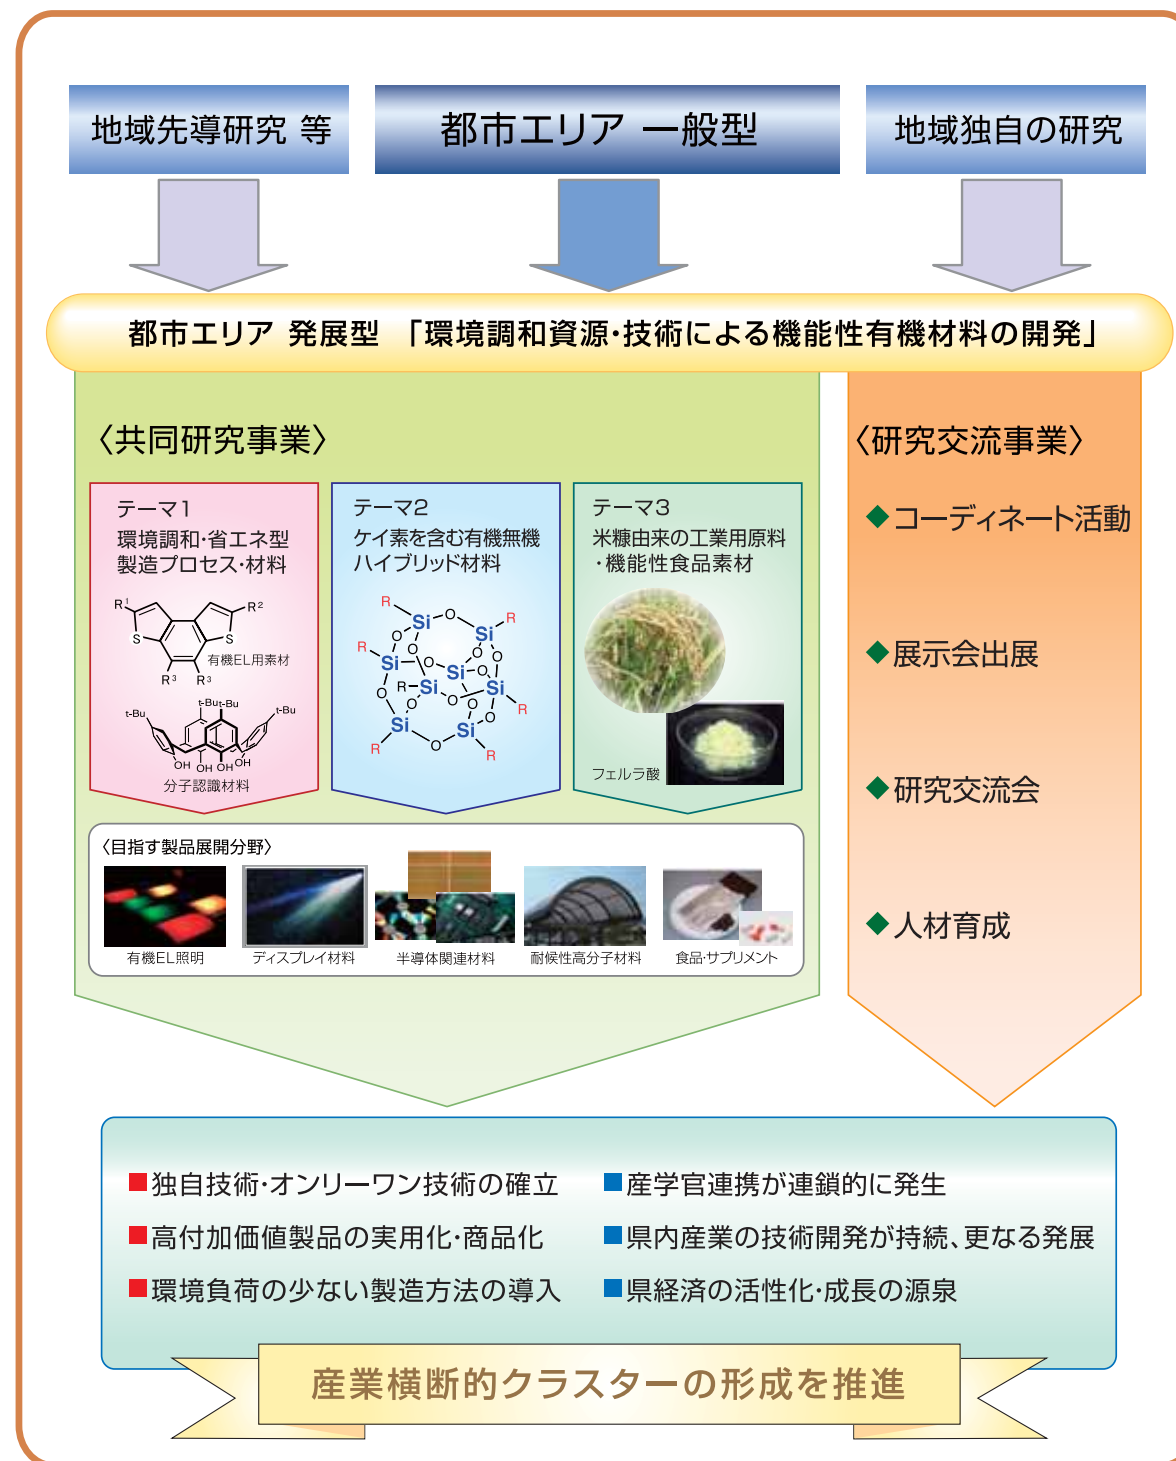 地域先導研究 等
都市エリア 一般型
地域独自の研究
都市エリア 発展型 「環境調和資源・技術による機能性有機材料の開発」
〈共同研究事業〉
テーマ1
環境調和・省エネ型
製造プロセス・材料
R1
R2
S
S
R3
R3
有機EL用素材
t-Bu
t-Bu
t-Bu
t-Bu
OH
OH
OH
OH
分子認識材料
テーマ2
ケイ素を含む有機無機
ハイブリッド材料
R
Si
O
Si
R
O
O
O
O
R
Si
O
Si
O
R
Si
Si
O
O
O
O
R
Si
O
Si
O
R
R
テーマ3
米糠由来の工業用原料
・機能性食品素材
フェルラ酸
〈目指す製品展開分野〉
有機EL照明
ディスプレイ材料
半導体関連材料
耐候性高分子材料
食品・サプリメント
〈研究交流事業〉
◆コーディネート活動
◆展示会出展
◆研究交流会
◆人材育成
■独自技術・オンリーワン技術の確立
■高付加価値製品の実用化・商品化
■環境負荷の少ない製造方法の導入
■産学官連携が連鎖的に発生
■県内産業の技術開発が持続、更なる発展
■県経済の活性化・成長の源泉
産業横断的クラスターの形成を推進